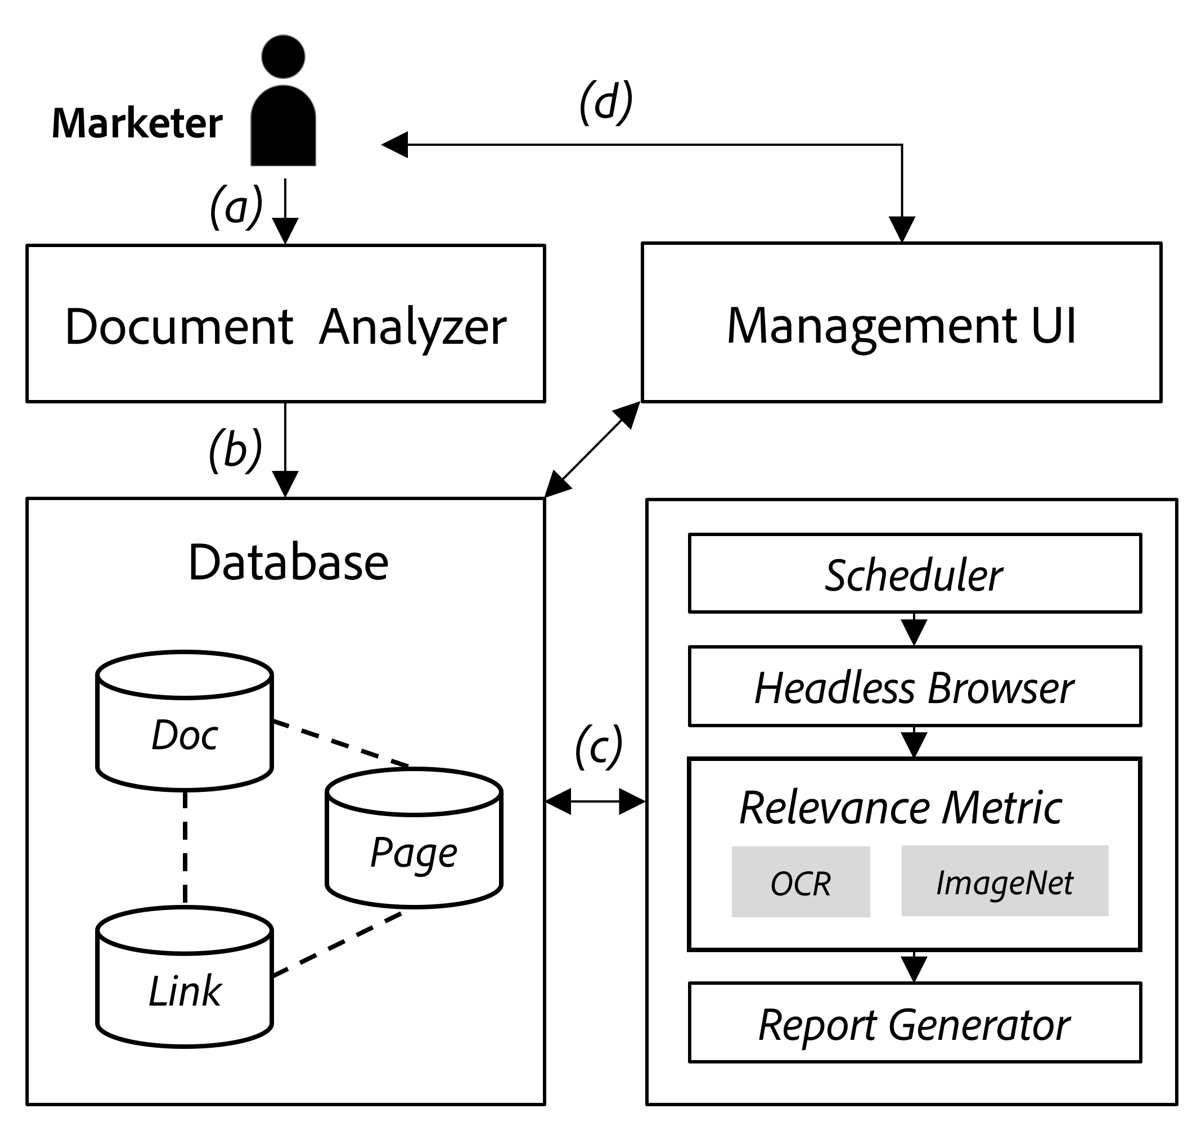 Marketer
(d)
(a)
Document Analyzer
Management UI
(b)
Database
Doc
Page
Link
(c)
Scheduler
Headless Browser
Relevance Metric
OCR
ImageNet
Report Generator